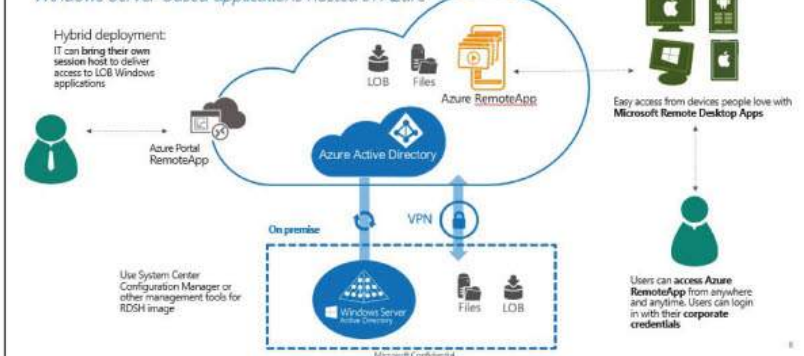 Hybrid deployment:
IT can bring their own
session host to deliver
access to LOB Windows
applications
LOB
Files
Azure RemoteApp
Easy access from devices people love with
Microsoft Remote Desktop Apps
Azure Portal
RemoteApp
Azure Active Directory
VPN
On premise
Use System Center
Configuration Manager or
other management tools for
RDSH image
Windows Server
Active Directory
Files
LOB
Users can access Azure
RemoteApp from anywhere
and anytime. Users can login
in with their corporate
credentials